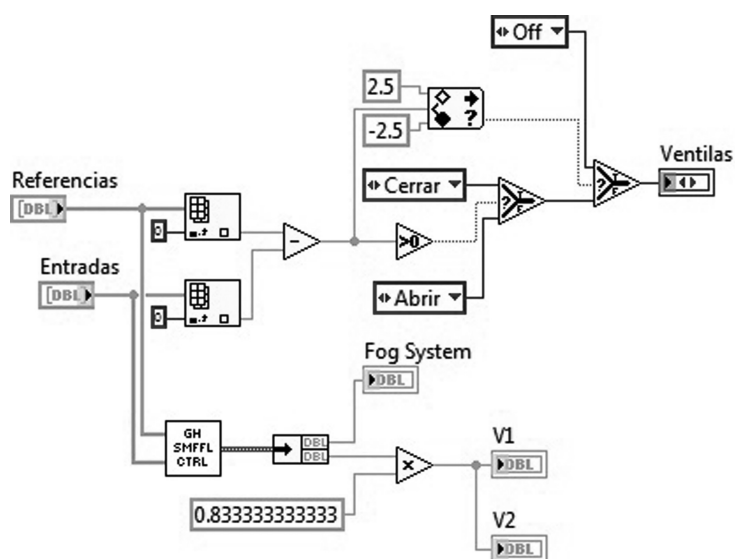 Off
2.5
-2.5
?
Ventilas
?
T
F
Referencias
[DBL]
Cerrar
?
T
F
0
-
>0
Entradas
[DBL]
Abrir
0
Fog System
DBL
GH
SMFFL
CTRL
DBL
DBL
V1
x
DBL
0.833333333333
V2
DBL